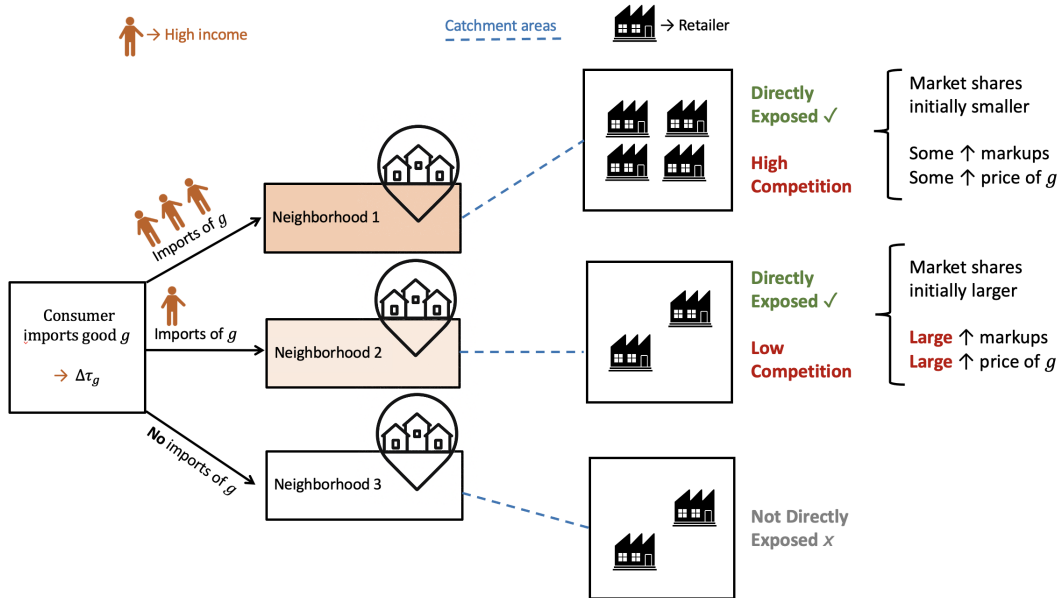 → High income
Catchment areas
→ Retailer
Consumer
imports good g
→ Δτg
Imports of g
Neighborhood 1
Directly
Exposed ✓
High
Competition
Market shares
initially smaller
Some ↑ markups
Some ↑ price of g
Imports of g
Neighborhood 2
Directly
Exposed ✓
Low
Competition
Market shares
initially larger
Large ↑ markups
Large ↑ price of g
No imports of g
Neighborhood 3
Not Directly
Exposed x